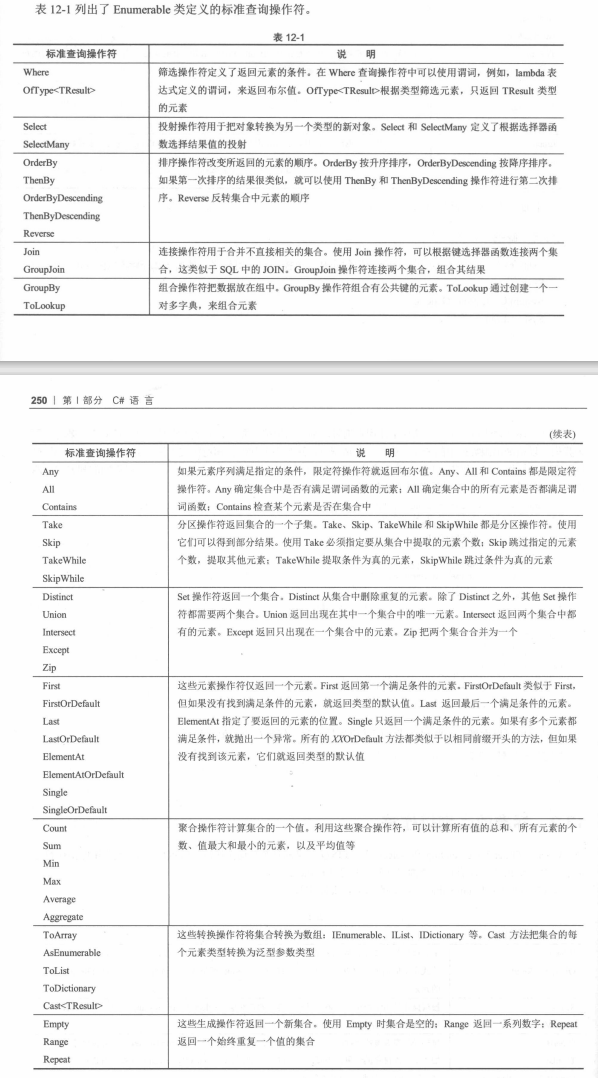 表 12-1 列出了 Enumerable 类定义的标准查询操作符。
表 12-1
标准查询操作符 说 明
Where
OfType<TResult>
筛选操作符定义了返回元素的条件。在 Where 查询操作符中可以使用谓词，例如，lambda 表
达式定义的谓词，来返回布尔值。OfType<TResult>根据类型筛选元素，只返回 TResult 类型
的元素
Select
SelectMany
投射操作符用于把对象转换为另一个类型的新对象。Select 和 SelectMany 定义了根据选择器函
数选择结果值的投射
OrderBy
ThenBy
OrderByDescending
ThenByDescending
Reverse
排序操作符改变所返回的元素的顺序。OrderBy 按升序排序，OrderByDescending 按降序排序。
如果第一次排序的结果很类似，就可以使用 ThenBy 和 ThenByDescending 操作符进行第二次排
序。Reverse 反转集合中元素的顺序
Join
GroupJoin
连接操作符用于合并不直接相关的集合。使用 Join 操作符，可以根据键选择器函数连接两个集
合，这类似于 SQL 中的 JOIN。GroupJoin 操作符连接两个集合，组合其结果
GroupBy
ToLookup
组合操作符把数据放在组中。GroupBy 操作符组合有公共键的元素。ToLookup 通过创建一个一
对多字典，来组合元素
250 | 第 I 部分 C# 语 言
(续表)
标准查询操作符 说 明
Any
All
Contains
如果元素序列满足指定的条件，限定符操作符就返回布尔值。Any、All 和 Contains 都是限定符
操作符。Any 确定集合中是否有满足谓词函数的元素；All 确定集合中的所有元素是否都满足谓
词函数；Contains 检查某个元素是否在集合中
Take
Skip
TakeWhile
SkipWhile
分区操作符返回集合的一个子集。Take、Skip、TakeWhile 和 SkipWhile 都是分区操作符。使用
它们可以得到部分结果。使用 Take 必须指定要从集合中提取的元素个数；Skip 跳过指定的元素
个数，提取其他元素；TakeWhile 提取条件为真的元素，SkipWhile 跳过条件为真的元素
Distinct
Union
Intersect
Except
Zip
Set 操作符返回一个集合。Distinct 从集合中删除重复的元素。除了 Distinct 之外，其他 Set 操作
符都需要两个集合。Union 返回出现在其中一个集合中的唯一元素。Intersect 返回两个集合中都
有的元素。Except 返回只出现在一个集合中的元素。Zip 把两个集合合并为一个
First
FirstOrDefault
Last
LastOrDefault
ElementAt
ElementAtOrDefault
Single
SingleOrDefault
这些元素操作符仅返回一个元素。First 返回第一个满足条件的元素。FirstOrDefault 类似于 First，
但如果没有找到满足条件的元素，就返回类型的默认值。Last 返回最后一个满足条件的元素。
ElementAt 指定了要返回的元素的位置。Single 只返回一个满足条件的元素。如果有多个元素都
满足条件，就抛出一个异常。所有的 XXOrDefault 方法都类似于以相同前缀开头的方法，但如果
没有找到该元素，它们就返回类型的默认值
Count
Sum
Min
Max
Average
Aggregate
聚合操作符计算集合的一个值。利用这些聚合操作符，可以计算所有值的总和、所有元素的个
数、值最大和最小的元素，以及平均值等
ToArray
AsEnumerable
ToList
ToDictionary
Cast<TResult>
这些转换操作符将集合转换为数组：IEnumerable、IList、IDictionary 等。Cast 方法把集合的每
个元素类型转换为泛型参数类型
Empty
Range
Repeat
这些生成操作符返回一个新集合。使用 Empty 时集合是空的；Range 返回一系列数字；Repeat
返回一个始终重复一个值的集合